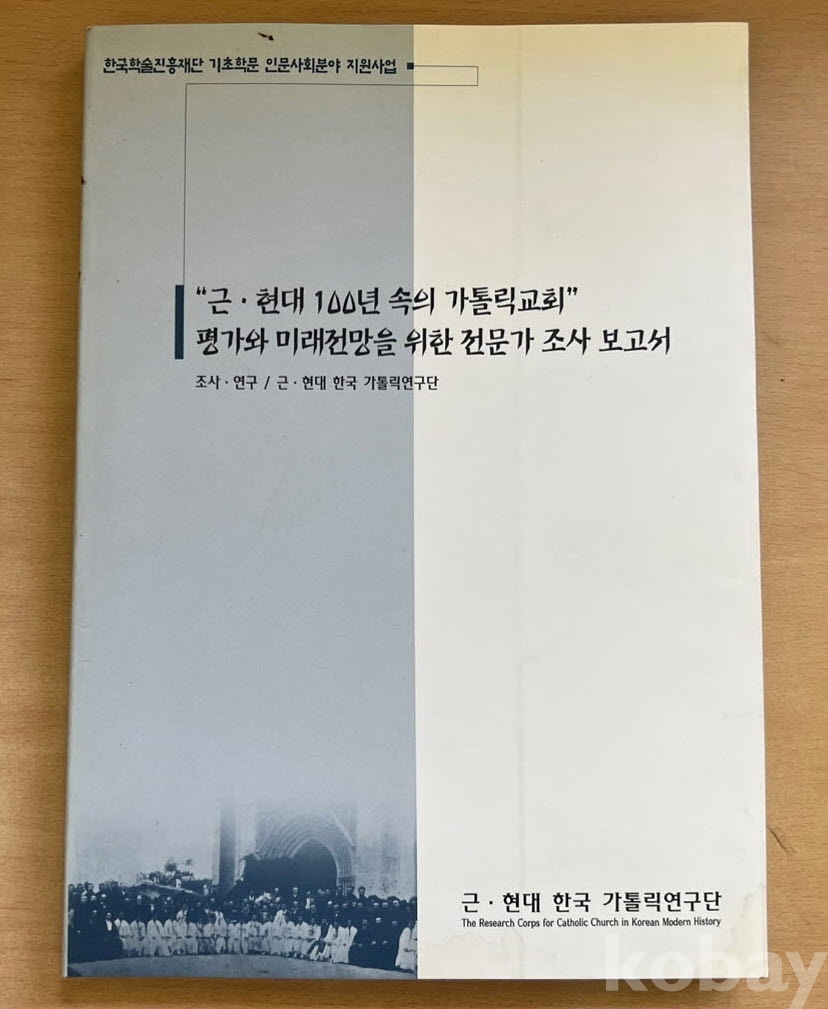 한국학술진흥재단 기초학문 인문사회분야 지원사업
“근 · 현대 100년 속의 가톨릭교회”
평가와 미래전망을 위한 전문가 조사 보고서
조사 · 연구 / 근 · 현대 한국 가톨릭연구단
근 · 현대 한국 가톨릭연구단
The Research Corps for Catholic Church in Korean Modern History
kobay